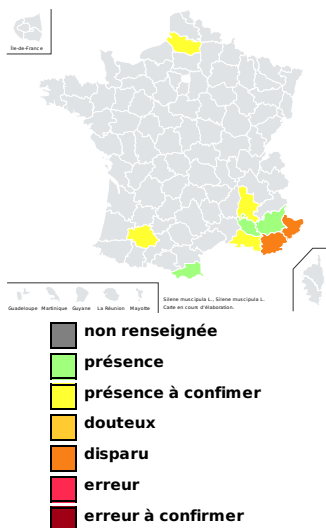 Île-de-France
Guadeloupe Martinique Guyane La Réunion Mayotte
Silene muscipula L., Silene muscipula L.
Carte en cours d'élaboration.
non renseignée
présence
présence à confimer
douteux
disparu
erreur
erreur à confirmer